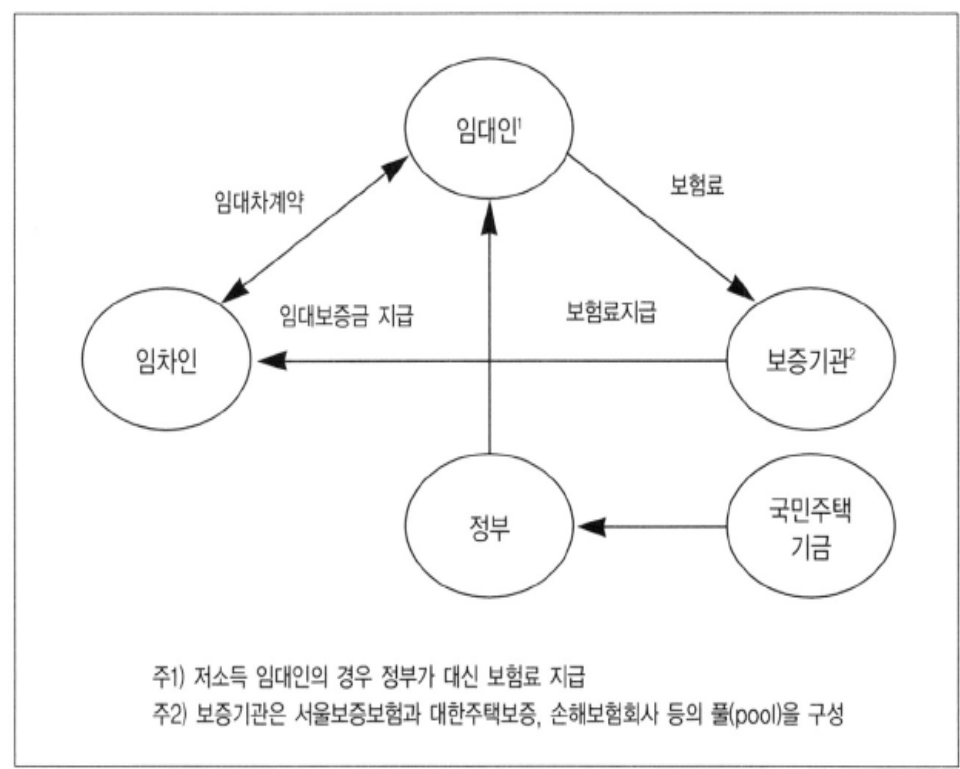 임대인¹
보험료
임대차계약
임대보증금 지급
보험료지급
임차인
보증기관²
정부
국민주택
기금
주1) 저소득 임대인의 경우 정부가 대신 보험료 지급
주2) 보증기관은 서울보증보험과 대한주택보증, 손해보험회사 등의 풀(pool)을 구성